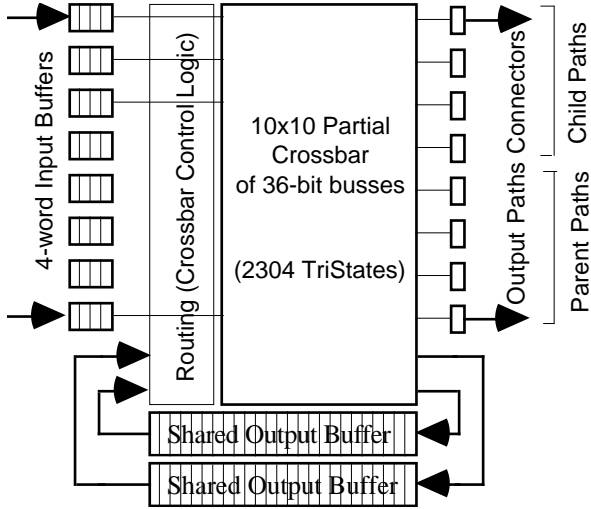 4-word Input Buffers
Routing (Crossbar Control Logic)
10x10 Partial
Crossbar
of 36-bit busses
(2304 TriStates)
Output Paths Connectors
Child Paths
Parent Paths
Shared Output Buffer
Shared Output Buffer